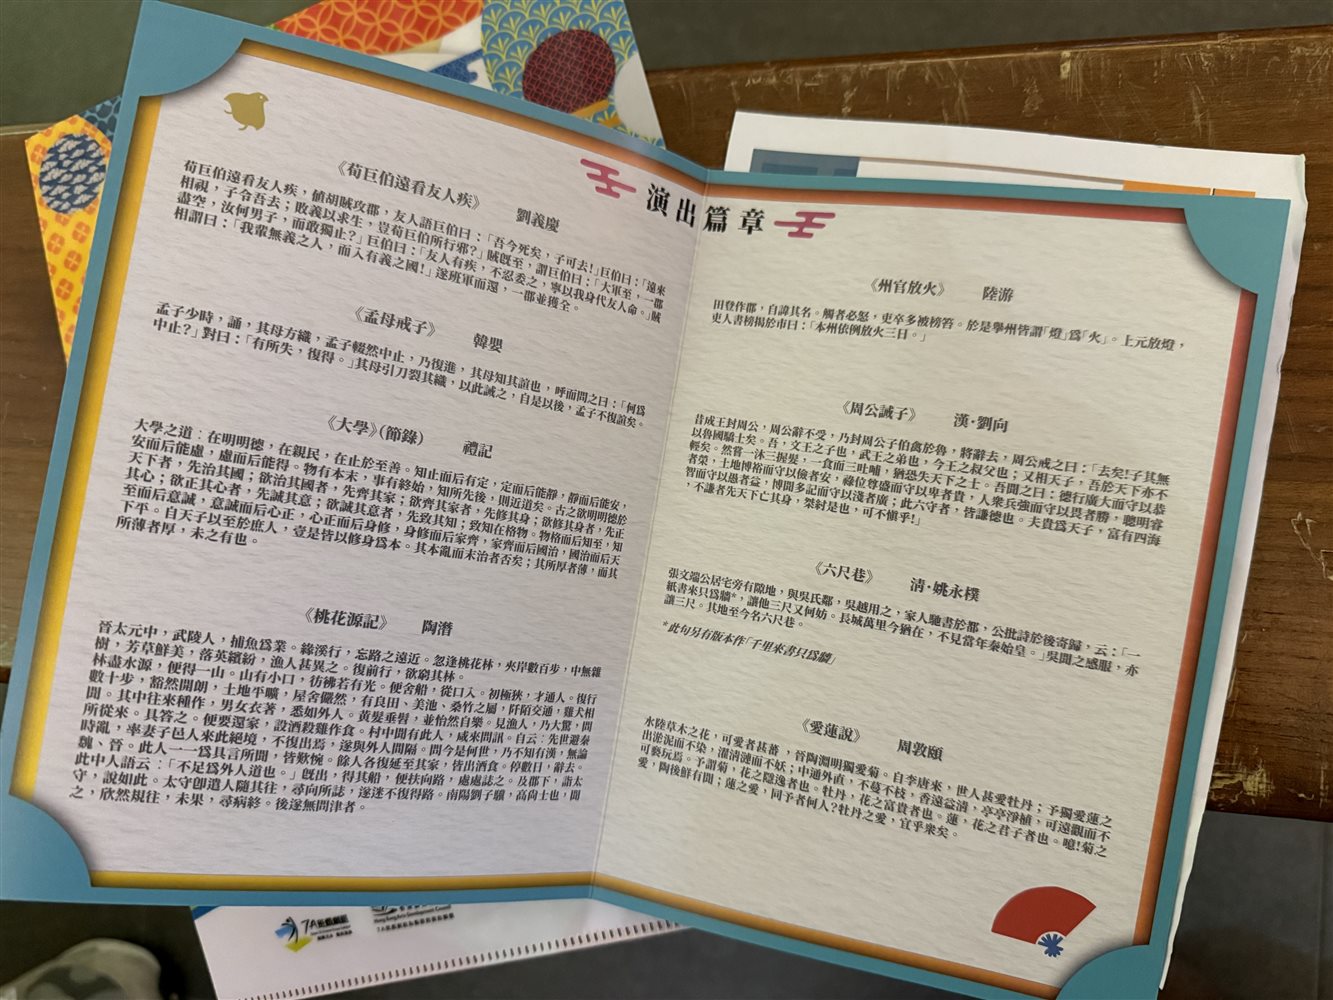 演出篇章
《荀巨伯遠看友人疾》 劉義慶
荀巨伯遠看友人疾，值胡賊攻郡，友人語巨伯曰：「吾今死矣，子可去！」巨伯曰：「遠來
相視，子令吾去；敗義以求生，豈荀巨伯所行邪？」賊既至，謂巨伯曰：「大軍至，一郡
盡空，汝何男子，而敢獨止？」巨伯曰：「友人有疾，不忍委之，寧以我身代友人命。」賊
相謂曰：「我輩無義之人，而入有義之國！」遂班軍而還，一郡並獲全。
《孟母戒子》 韓嬰
孟子少時，誦，其母方織，孟子輟然中止，乃復進，其母知其諠也，呼而問之曰：「何為
中止？」對曰：「有所失，復得。」其母引刀裂其織，以此誡之，自是以後，孟子不復諠矣。
《大學》(節錄) 禮記
大學之道：在明明德，在親民，在止於至善。知止而后有定，定而后能靜，靜而后能安，
安而后能慮，慮而后能得。物有本末，事有終始，知所先後，則近道矣。古之欲明明德於
天下者，先治其國；欲治其國者，先齊其家；欲齊其家者，先修其身；欲修其身者，先正
其心；欲正其心者，先誠其意；欲誠其意者，先致其知；致知在格物。物格而后知至，知
至而后意誠，意誠而后心正，心正而后身修，身修而后家齊，家齊而后國治，國治而后天
下平。自天子以至於庶人，壹是皆以修身為本。其本亂而末治者否矣；其所厚者薄，而其
所薄者厚，未之有也。
《桃花源記》 陶潛
晉太元中，武陵人，捕魚為業。緣溪行，忘路之遠近。忽逢桃花林，夾岸數百步，中無雜
樹，芳草鮮美，落英繽紛，漁人甚異之。復前行，欲窮其林。
林盡水源，便得一山。山有小口，彷彿若有光。便舍船，從口入。初極狹，才通人。復行
數十步，豁然開朗，土地平曠，屋舍儼然，有良田、美池、桑竹之屬，阡陌交通，雞犬相
聞。其中往來種作，男女衣著，悉如外人。黃髮垂髫，並怡然自樂。見漁人，乃大驚，問
所從來。具答之。便要還家，設酒殺雞作食。村中聞有此人，咸來問訊。自云：先世避秦
時亂，率妻子邑人來此絕境，不復出焉，遂與外人間隔。問今是何世，乃不知有漢，無論
魏、晉。此人一一為具言所聞，皆歎惋。餘人各復延至其家，皆出酒食。停數日，辭去。
此中人語云：「不足為外人道也。」既出，得其船，便扶向路，處處誌之。及郡下，詣太
守，說如此。太守即遣人隨其往，尋向所誌，遂迷不復得路。南陽劉子驥，高尚士也，聞
之，欣然規往，未果，尋病終。後遂無問津者。
《州官放火》 陸游
田登作郡，自諱其名。觸者必怒，吏卒多被榜笞。於是舉州皆謂「燈」為「火」。上元放燈，
吏人書榜揭於市曰：「本州依例放火三日。」
《周公誡子》 漢·劉向
昔成王封周公，周公辭不受，乃封周公子伯禽於魯，將辭去，周公戒之曰：「去矣！子其無
以魯國驕士矣。吾，文王之子也，武王之弟也，今王之叔父也；又相天子，吾於天下亦不
輕矣。然嘗一沐三握髮，一食而三吐哺，猶恐失天下之士。吾聞之曰：德行廣大而守以恭
者榮，土地博裕而守以儉者安，祿位尊盛而守以卑者貴，人眾兵強而守以畏者勝，聰明睿
智而守以愚者益，博聞多記而守以淺者廣；此六守者，皆謙德也。夫貴為天子，富有四海
，不謙者先天下亡其身，桀紂是也，可不慎乎！」
《六尺巷》 清·姚永樸
張文端公居宅旁有隙地，與吳氏鄰，吳越用之，家人馳書於都，公批詩於後寄歸，云：「一
紙書來只為牆*，讓他三尺又何妨。長城萬里今猶在，不見當年秦始皇。」吳聞之感服，亦
讓三尺。其地至今名六尺巷。
*此句另有版本作「千里來書只為牆」
《愛蓮說》 周敦頤
水陸草木之花，可愛者甚蕃，晉陶淵明獨愛菊。自李唐來，世人甚愛牡丹；予獨愛蓮之
出淤泥而不染，濯清漣而不妖；中通外直，不蔓不枝，香遠益清，亭亭淨植，可遠觀而不
可褻玩焉。予謂菊，花之隱逸者也。牡丹，花之富貴者也。蓮，花之君子者也。噫！菊之
愛，陶後鮮有聞；蓮之愛，同予者何人？牡丹之愛，宜乎眾矣。
Hong Kong Arts Development Council